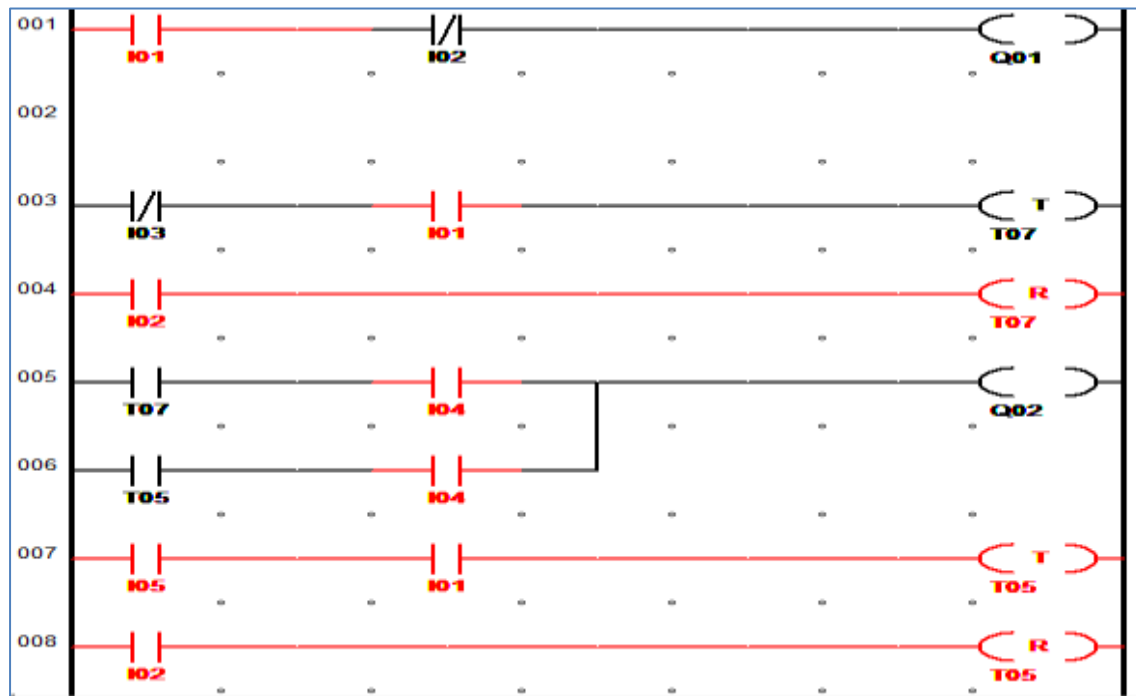 001
I01 I02 Q01
002
003 T
I03 I01 T07
004 R
I02 T07
005
T07 I04 Q02
006
T05 I04
007 T
I05 I01 T05
008 R
I02 T05